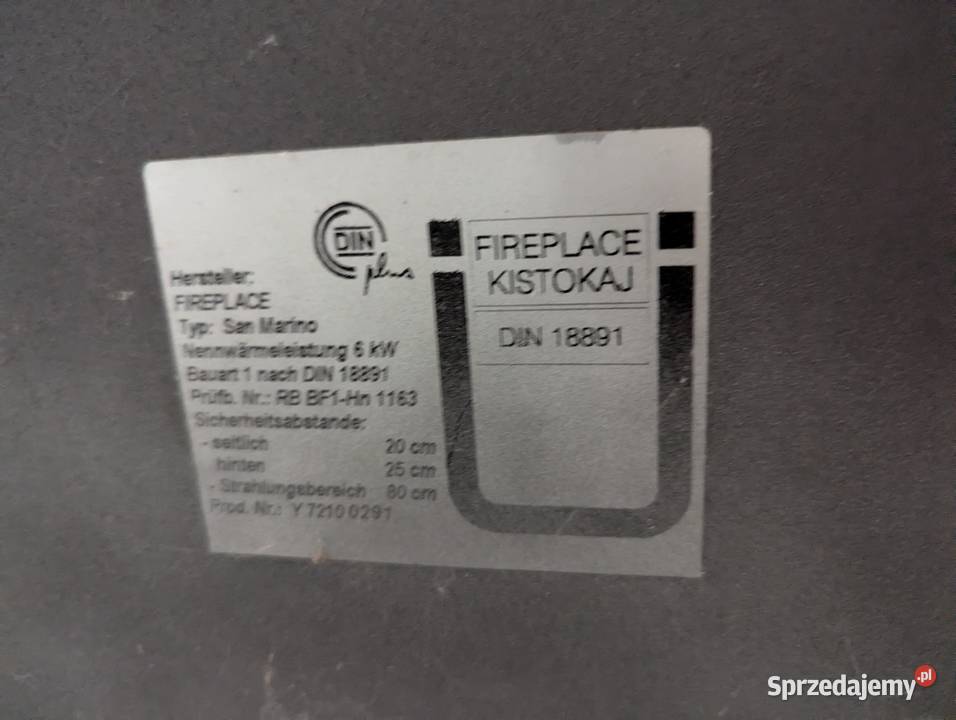 DIN
plus
Hersteller:
FIREPLACE
Typ: San Marino
Nennwärmeleistung 6 kW
Bauart 1 nach DIN 18891
Prüfb. Nr.: RB BF1-Hn 1163
Sicherheitsabstande:
- seitlich 20 cm
hinten 25 cm
- Strahlungsbereich 80 cm
Prod. Nr.: Y 7210 0291
FIREPLACE
KISTOKAJ
DIN 18891
Sprzedajemy.pl